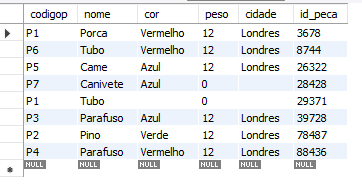 codigop nome cor peso cidade id_peca
P1 Porca Vermelho 12 Londres 3678
P6 Tubo Vermelho 12 Londres 8744
P5 Came Azul 12 Londres 26322
P7 Canivete Azul 0 28428
P1 Tubo 0 29371
P3 Parafuso Azul 12 Londres 39728
P2 Pino Verde 12 Londres 78487
P4 Parafuso Vermelho 12 Londres 88436
NULL NULL NULL NULL NULL NULL